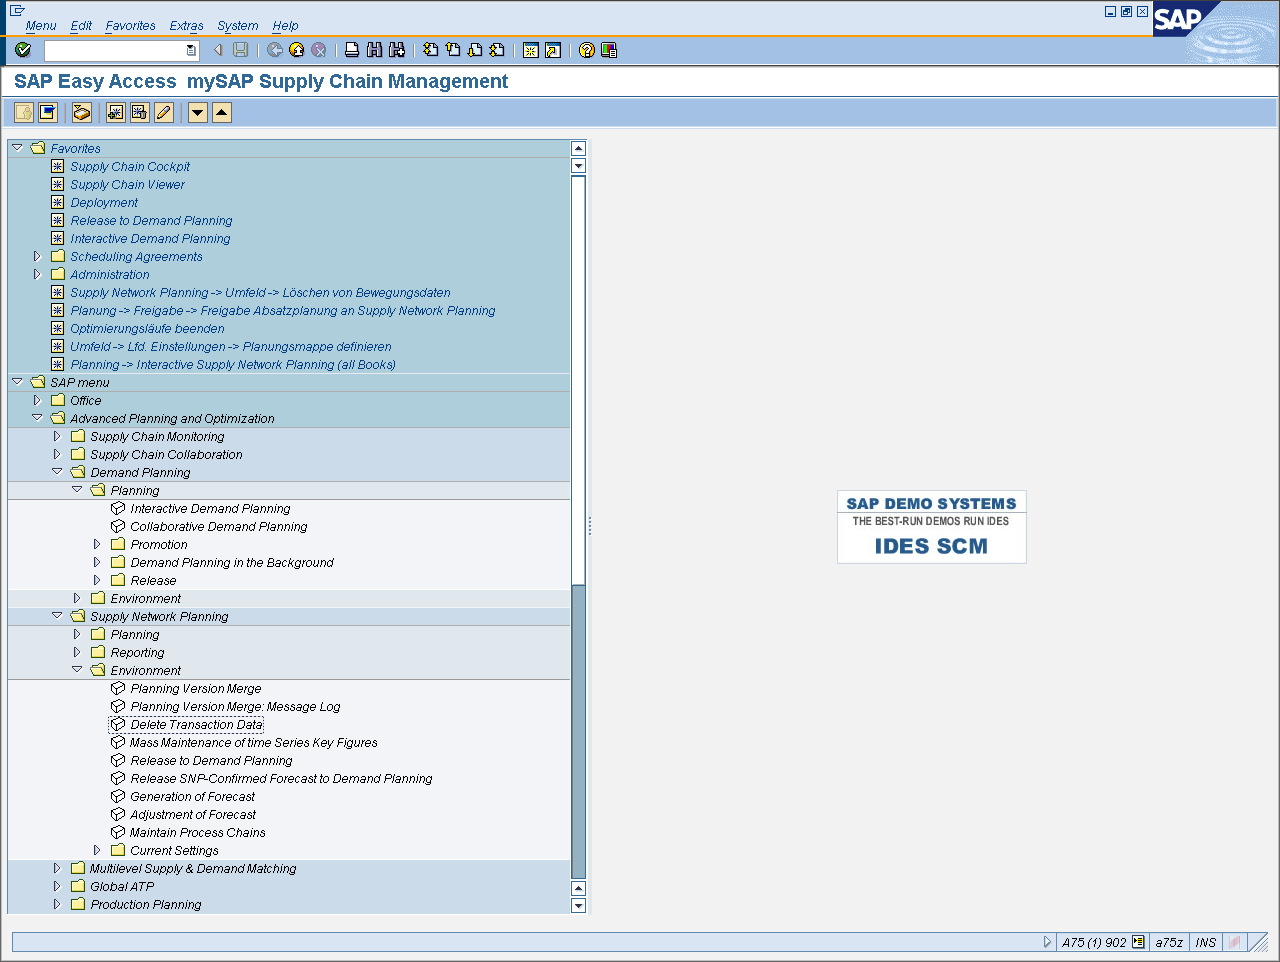 Menu Edit Favorites Extras System Help
SAP
SAP Easy Access mySAP Supply Chain Management
Favorites
Supply Chain Cockpit
Supply Chain Viewer
Deployment
Release to Demand Planning
Interactive Demand Planning
Scheduling Agreements
Administration
Supply Network Planning -> Umfeld -> Löschen von Bewegungsdaten
Planung -> Freigabe -> Freigabe Absatzplanung an Supply Network Planning
Optimierungsläufe beenden
Umfeld -> Lfd. Einstellungen -> Planungsmappe definieren
Planning -> Interactive Supply Network Planning (all Books)
SAP menu
Office
Advanced Planning and Optimization
Supply Chain Monitoring
Supply Chain Collaboration
Demand Planning
Planning
Interactive Demand Planning
Collaborative Demand Planning
Promotion
Demand Planning in the Background
Release
Environment
Supply Network Planning
Planning
Reporting
Environment
Planning Version Merge
Planning Version Merge: Message Log
Delete Transaction Data
Mass Maintenance of time Series Key Figures
Release to Demand Planning
Release SNP-Confirmed Forecast to Demand Planning
Generation of Forecast
Adjustment of Forecast
Maintain Process Chains
Current Settings
Multilevel Supply & Demand Matching
Global ATP
Production Planning
SAP DEMO SYSTEMS
THE BEST-RUN DEMOS RUN IDES
IDES SCM
A75 (1) 902 a75z INS